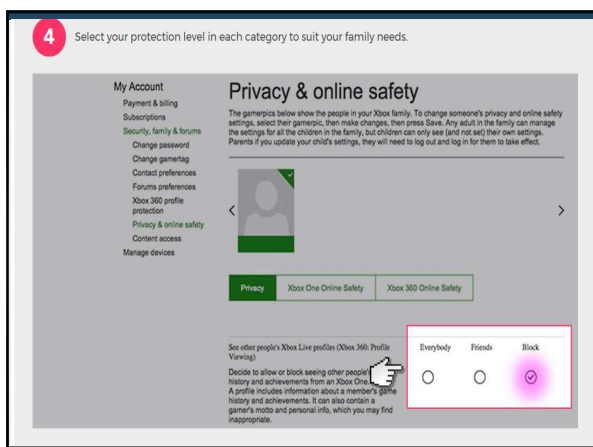 4
Select your protection level in each category to suit your family needs.
My Account
Payment & billing
Subscriptions
Security, family & forums
Change password
Change gamertag
Contact preferences
Forums preferences
Xbox 360 profile
protection
Privacy & online safety
Content access
Manage devices
Privacy & online safety
The gamerpics below show the people in your Xbox family. To change someone's privacy and online safety
settings, select their gamerpic, then make changes, then press Save. Any adult in the family can manage
the settings for all the children in the family, but children can only see (and not set) their own settings.
Parents if you update your child's settings, they will need to log out and log in for them to take effect.
Privacy
Xbox One Online Safety
Xbox 360 Online Safety
See other people's Xbox Live profiles (Xbox 360: Profile
Viewing)
Decide to allow or block seeing other people
history and achievements from an Xbox One.
A profile includes information about a member's game
history and achievements. It can also contain a
gamer's motto and personal info, which you may find
inappropriate.
Everybody Friends Block